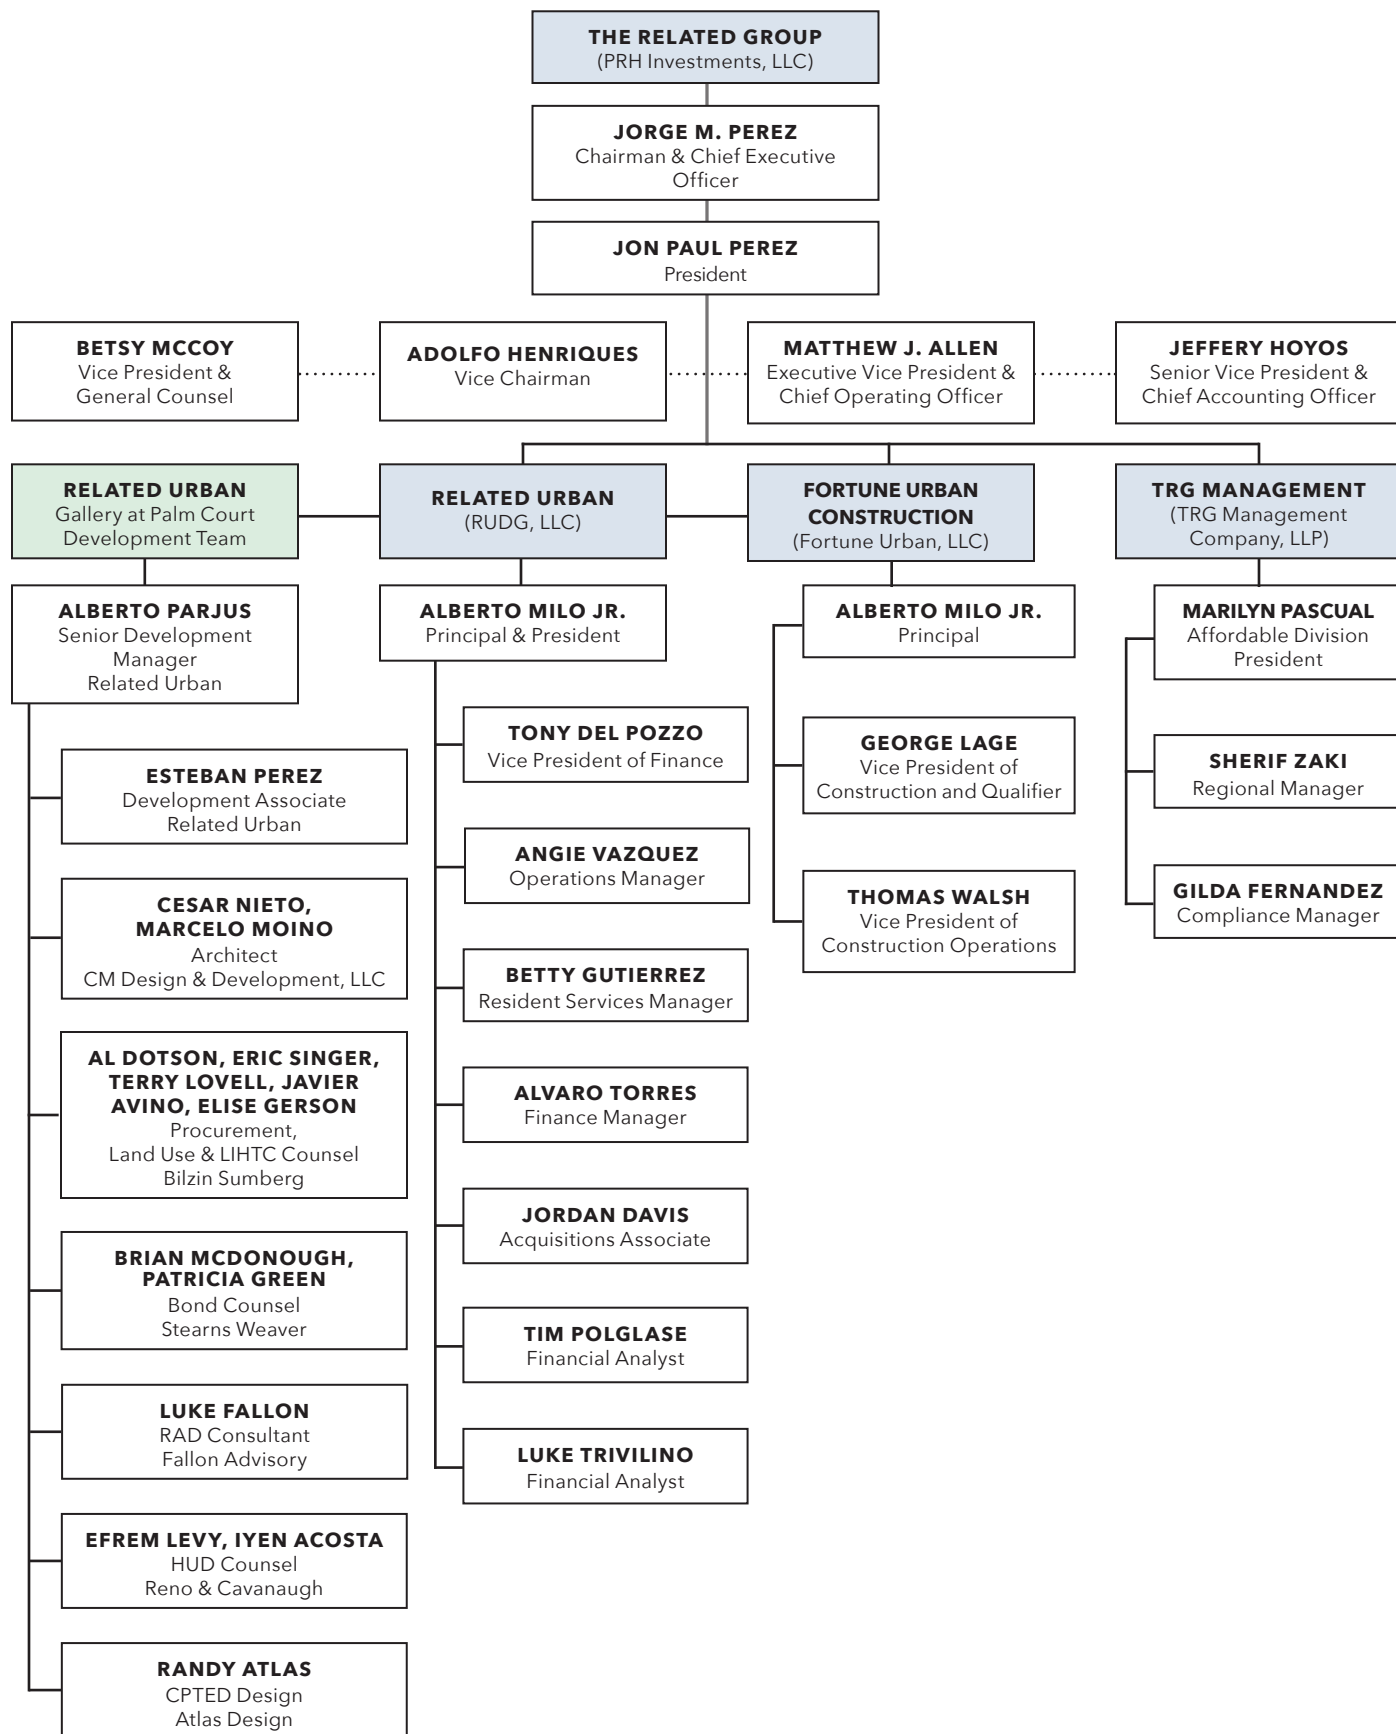 THE RELATED GROUP
(PRH Investments, LLC)
JORGE M. PEREZ
Chairman & Chief Executive
Officer
JON PAUL PEREZ
President
BETSY MCCOY
Vice President &
General Counsel
ADOLFO HENRIQUES
Vice Chairman
MATTHEW J. ALLEN
Executive Vice President &
Chief Operating Officer
JEFFERY HOYOS
Senior Vice President &
Chief Accounting Officer
RELATED URBAN
Gallery at Palm Court
Development Team
RELATED URBAN
(RUDG, LLC)
FORTUNE URBAN
CONSTRUCTION
(Fortune Urban, LLC)
TRG MANAGEMENT
(TRG Management
Company, LLP)
ALBERTO PARJUS
Senior Development
Manager
Related Urban
ESTEBAN PEREZ
Development Associate
Related Urban
CESAR NIETO,
MARCELO MOINO
Architect
CM Design & Development, LLC
AL DOTSON, ERIC SINGER,
TERRY LOVELL, JAVIER
AVINO, ELISE GERSON
Procurement,
Land Use & LIHTC Counsel
Bilzin Sumberg
BRIAN MCDONOUGH,
PATRICIA GREEN
Bond Counsel
Stearns Weaver
LUKE FALLON
RAD Consultant
Fallon Advisory
EFREM LEVY, IYEN ACOSTA
HUD Counsel
Reno & Cavanaugh
RANDY ATLAS
CPTED Design
Atlas Design
ALBERTO MILO JR.
Principal & President
TONY DEL POZZO
Vice President of Finance
ANGIE VAZQUEZ
Operations Manager
BETTY GUTIERREZ
Resident Services Manager
ALVARO TORRES
Finance Manager
JORDAN DAVIS
Acquisitions Associate
TIM POLGLASE
Financial Analyst
LUKE TRIVILINO
Financial Analyst
ALBERTO MILO JR.
Principal
GEORGE LAGE
Vice President of
Construction and Qualifier
THOMAS WALSH
Vice President of
Construction Operations
MARILYN PASCUAL
Affordable Division
President
SHERIF ZAKI
Regional Manager
GILDA FERNANDEZ
Compliance Manager